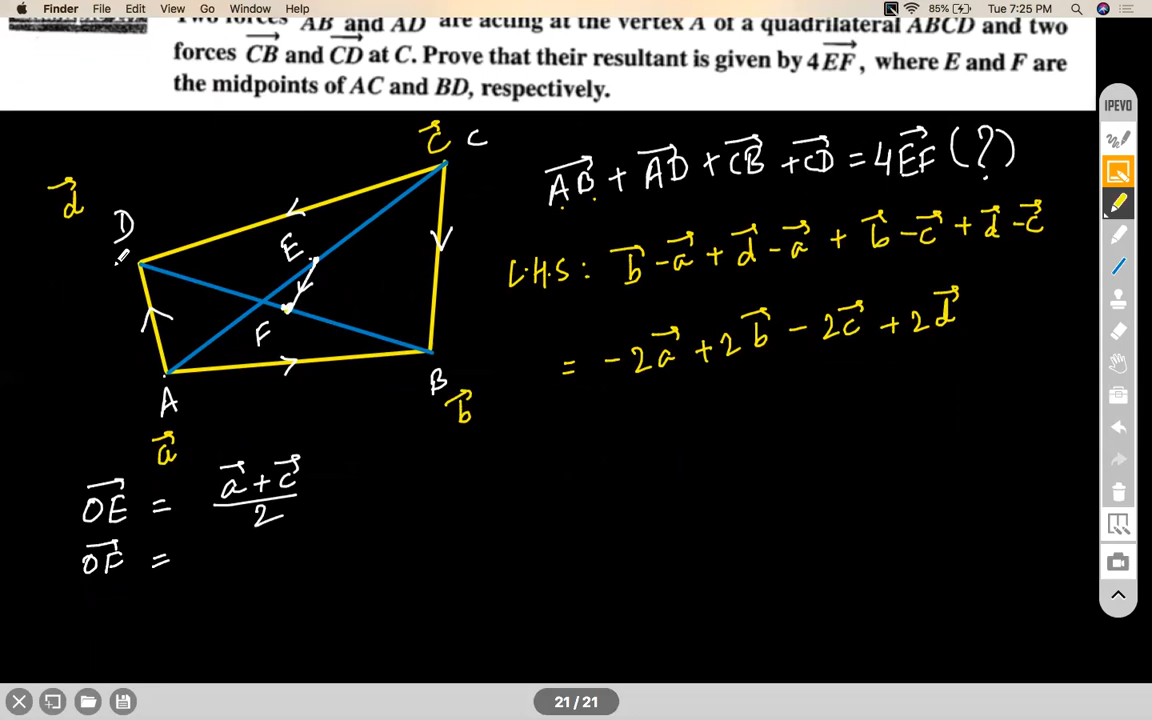 Finder File Edit View Go Window Help 85% Tue 7:25 PM
Two forces AB⃗ and AD⃗ are acting at the vertex A of a quadrilateral ABCD and two
forces CB⃗ and CD⃗ at C. Prove that their resultant is given by 4EF⃗, where E and F are
the midpoints of AC and BD, respectively.
IPEVO
c⃗ C
d⃗
D
E
F
A
B
a⃗
b⃗
AB⃗ + AD⃗ + CB⃗ + CD⃗ = 4EF⃗ (?)
L.H.S : b⃗ - a⃗ + d⃗ - a⃗ + b⃗ - c⃗ + d⃗ - c⃗
= - 2a⃗ + 2b⃗ - 2c⃗ + 2d⃗
OE⃗ = (a⃗ + c⃗)/2
OF⃗ =
21 / 21